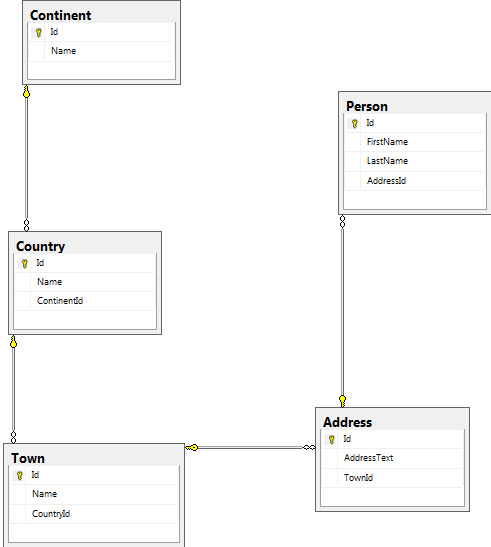 Continent
Id
Name
Person
Id
FirstName
LastName
AddressId
Country
Id
Name
ContinentId
Address
Id
AddressText
TownId
Town
Id
Name
CountryId